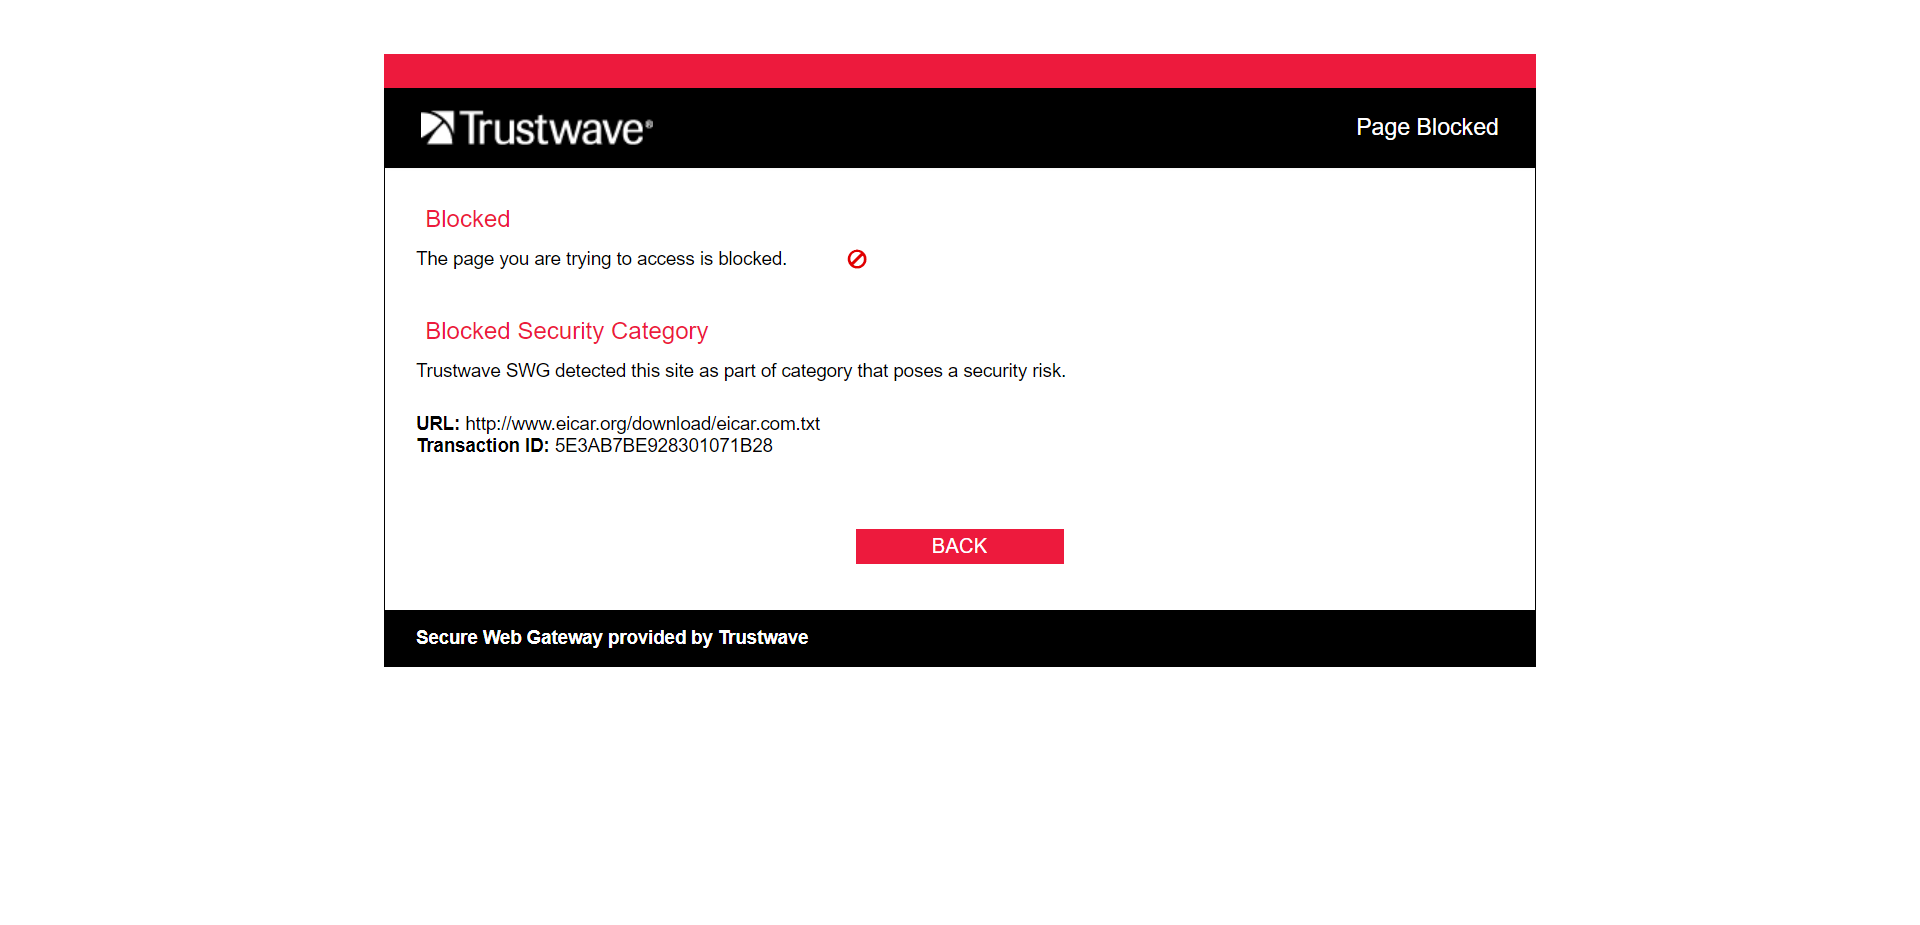 Trustwave®
Page Blocked
Blocked
The page you are trying to access is blocked.
Blocked Security Category
Trustwave SWG detected this site as part of category that poses a security risk.
URL: http://www.eicar.org/download/eicar.com.txt
Transaction ID: 5E3AB7BE928301071B28
BACK
Secure Web Gateway provided by Trustwave